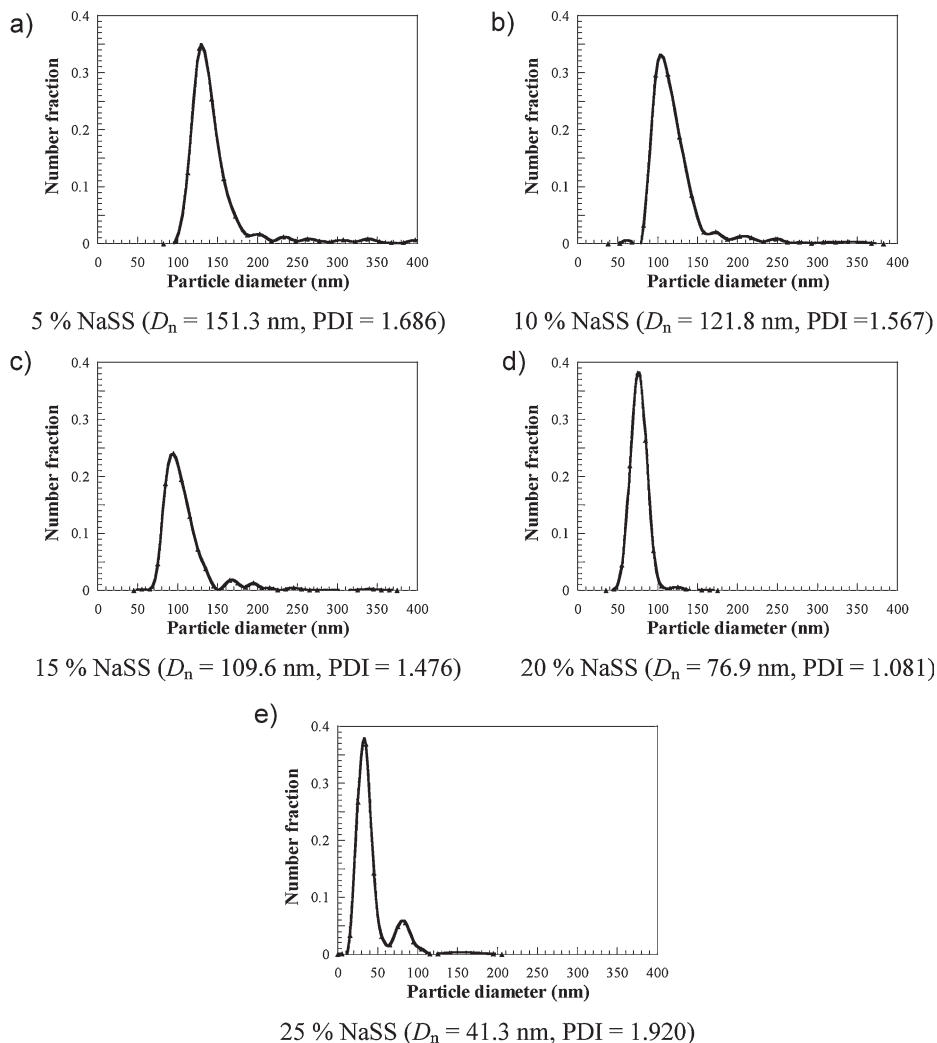 a)
0.4
0.3
0.2
0.1
0
Number fraction
0 50 100 150 200 250 300 350 400
Particle diameter (nm)
5 % NaSS (Dn = 151.3 nm, PDI = 1.686)
b)
0.4
0.3
0.2
0.1
0
Number fraction
0 50 100 150 200 250 300 350 400
Particle diameter (nm)
10 % NaSS (Dn = 121.8 nm, PDI =1.567)
c)
0.4
0.3
0.2
0.1
0
Number fraction
0 50 100 150 200 250 300 350 400
Particle diameter (nm)
15 % NaSS (Dn = 109.6 nm, PDI = 1.476)
d)
0.4
0.3
0.2
0.1
0
Number fraction
0 50 100 150 200 250 300 350 400
Particle diameter (nm)
20 % NaSS (Dn = 76.9 nm, PDI = 1.081)
e)
0.4
0.3
0.2
0.1
0
Number fraction
0 50 100 150 200 250 300 350 400
Particle diameter (nm)
25 % NaSS (Dn = 41.3 nm, PDI = 1.920)